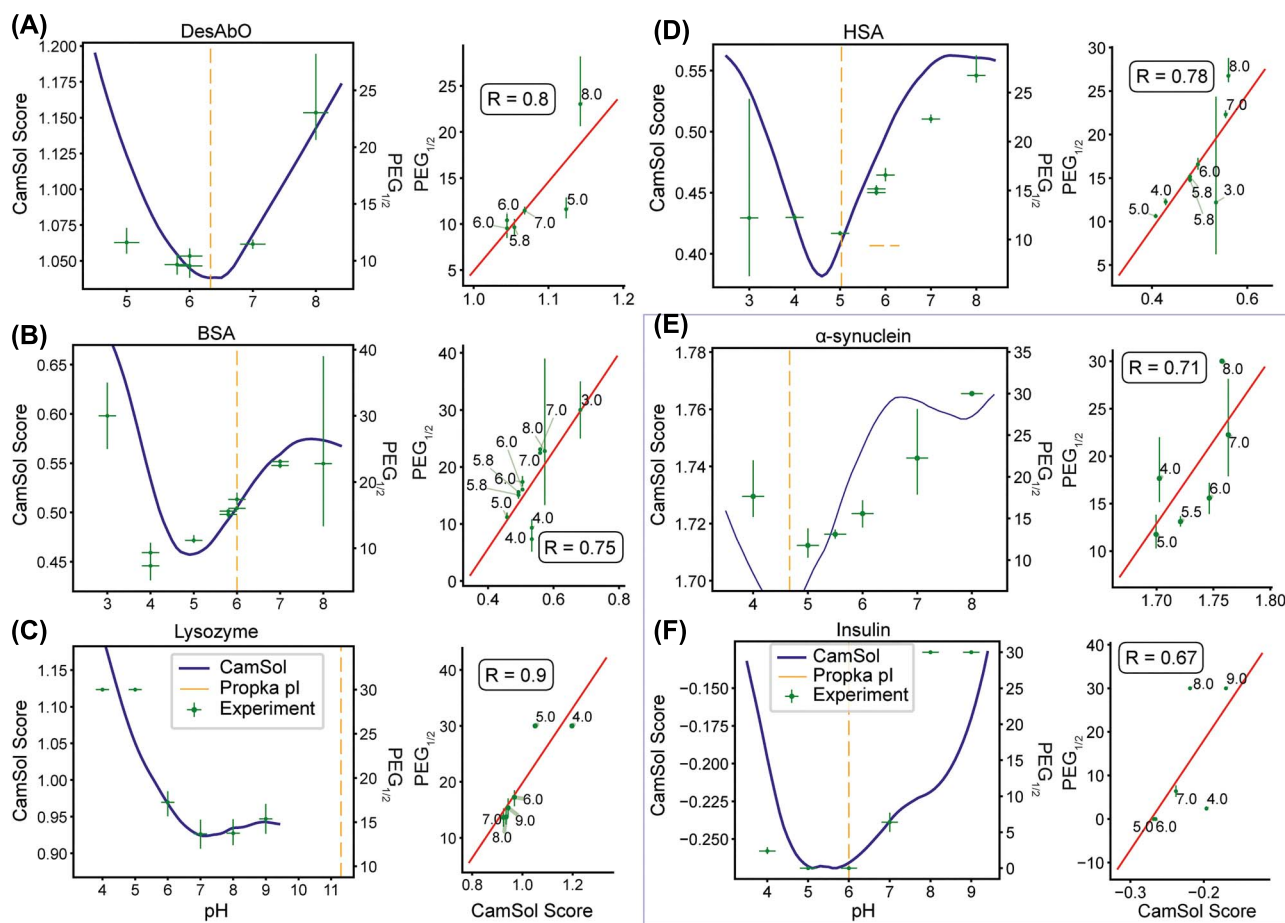 (A)
DesAbO
CamSol Score
1.200
1.175
1.150
1.125
1.100
1.075
1.050
5 6 7 8
25
20
15
10
PEG1/2
PEG1/2
30
25
20
15
10
5
1.0 1.1 1.2
R = 0.8
8.0
6.0
5.0
6.0
7.0
5.8
(D)
HSA
CamSol Score
0.55
0.50
0.45
0.40
3 4 5 6 7 8
25
20
15
10
PEG1/2
PEG1/2
30
25
20
15
10
5
0.4 0.6
R = 0.78
8.0
7.0
6.0
4.0
5.8
3.0
5.0
5.8
(B)
BSA
CamSol Score
0.65
0.60
0.55
0.50
0.45
3 4 5 6 7 8
40
30
20
10
PEG1/2
PEG1/2
40
30
20
10
0
0.4 0.6 0.8
3.0
7.0
8.0
6.0
7.0
5.8
6.0
5.8
5.0
4.0
4.0
R = 0.75
(E)
α-synuclein
CamSol Score
1.78
1.76
1.74
1.72
1.70
4 5 6 7 8
35
30
25
20
15
10
PEG1/2
PEG1/2
30
25
20
15
10
1.70 1.75 1.80
R = 0.71
8.0
7.0
4.0
6.0
5.5
5.0
(C)
Lysozyme
CamSol Score
1.15
1.10
1.05
1.00
0.95
0.90
4 5 6 7 8 9 10 11
pH
CamSol
Propka pI
Experiment
30
25
20
15
10
PEG1/2
PEG1/2
40
30
20
10
0.8 1.0 1.2
CamSol Score
R = 0.9
5.0 4.0
6.0
7.0
9.0
8.0
(F)
Insulin
CamSol Score
−0.150
−0.175
−0.200
−0.225
−0.250
4 5 6 7 8 9
pH
CamSol
Propka pI
Experiment
30
25
20
15
10
5
0
PEG1/2
PEG1/2
40
30
20
10
0
−10
−0.3 −0.2
CamSol Score
R = 0.67
8.0 9.0
7.0 4.0
5.0 6.0